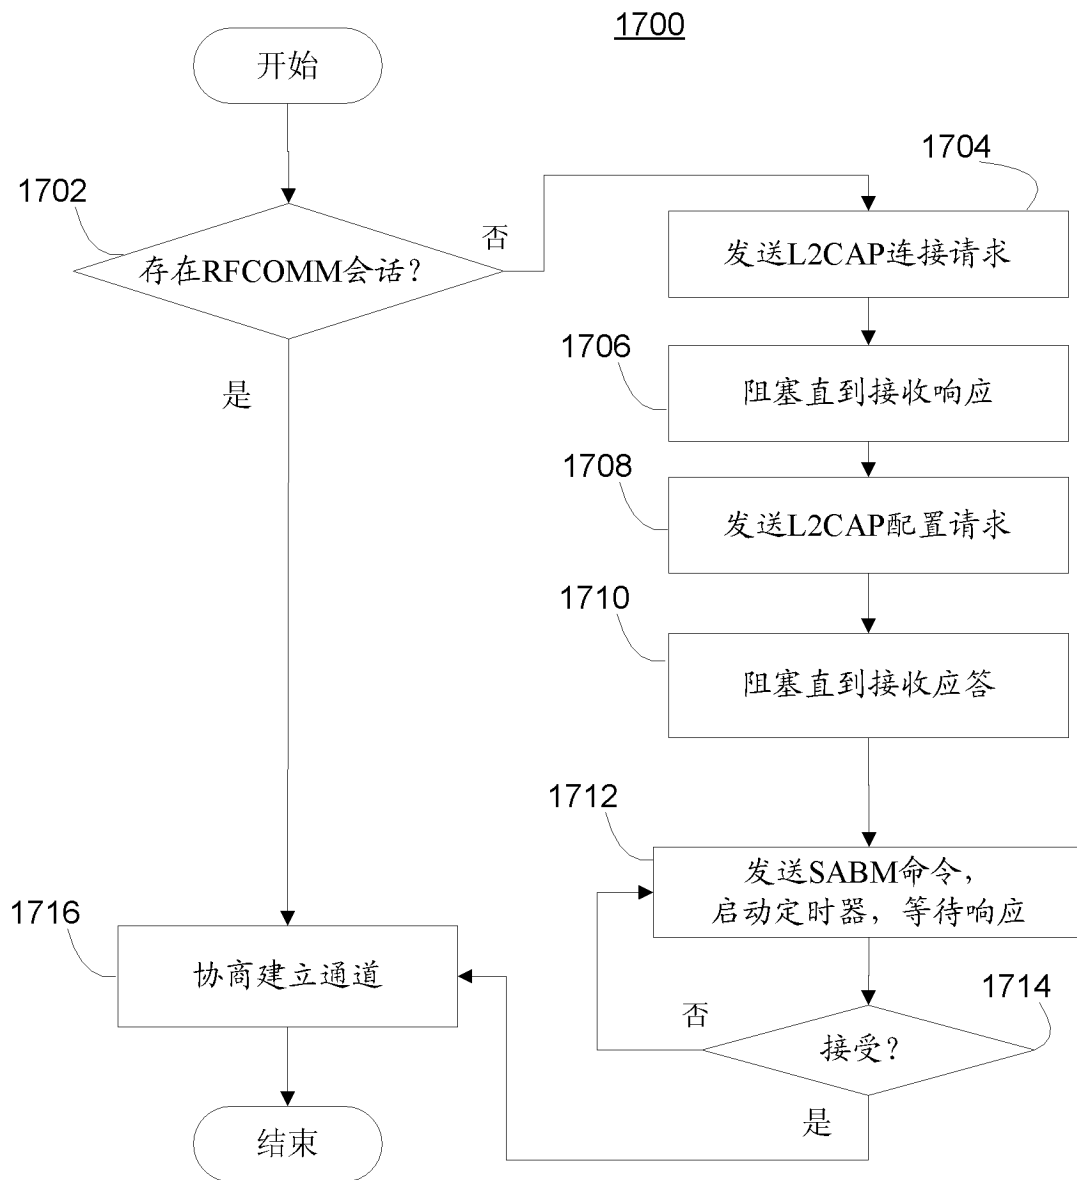 1700
开始
1702
存在RFCOMM会话?
否
是
1704
发送L2CAP连接请求
1706
阻塞直到接收响应
1708
发送L2CAP配置请求
1710
阻塞直到接收应答
1712
发送SABM命令，
启动定时器，等待响应
1714
接受?
否
是
1716
协商建立通道
结束